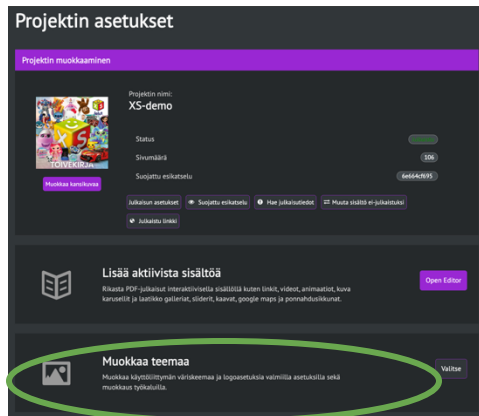 Projektin asetukset
Projektin muokkaaminen
Projektin nimi:
XS-demo
XS
TOIVEKIRJA
Muokkaa kansikuvaa
Status
Sivumäärä
106
Suojattu esikatselu
6e664cf695
Julkaisun asetukset
Suojattu esikatselu
Hae julkaisutiedot
Muuta sisältö ei-julkaistuksi
Julkaistu linkki
Lisää aktiivista sisältöä
Rikasta PDF-julkaisut interaktiivisella sisällöllä kuten linkit, videot, animaatiot, kuva
karusellit ja laatikko galleriat, sliderit, kaavat, google maps ja ponnahdusikkunat.
Open Editor
Muokkaa teemaa
Muokkaa käyttöliittymän väriskeemaa ja logoasetuksia valmiilla asetuksilla sekä
muokkaus työkaluilla.
Valitse